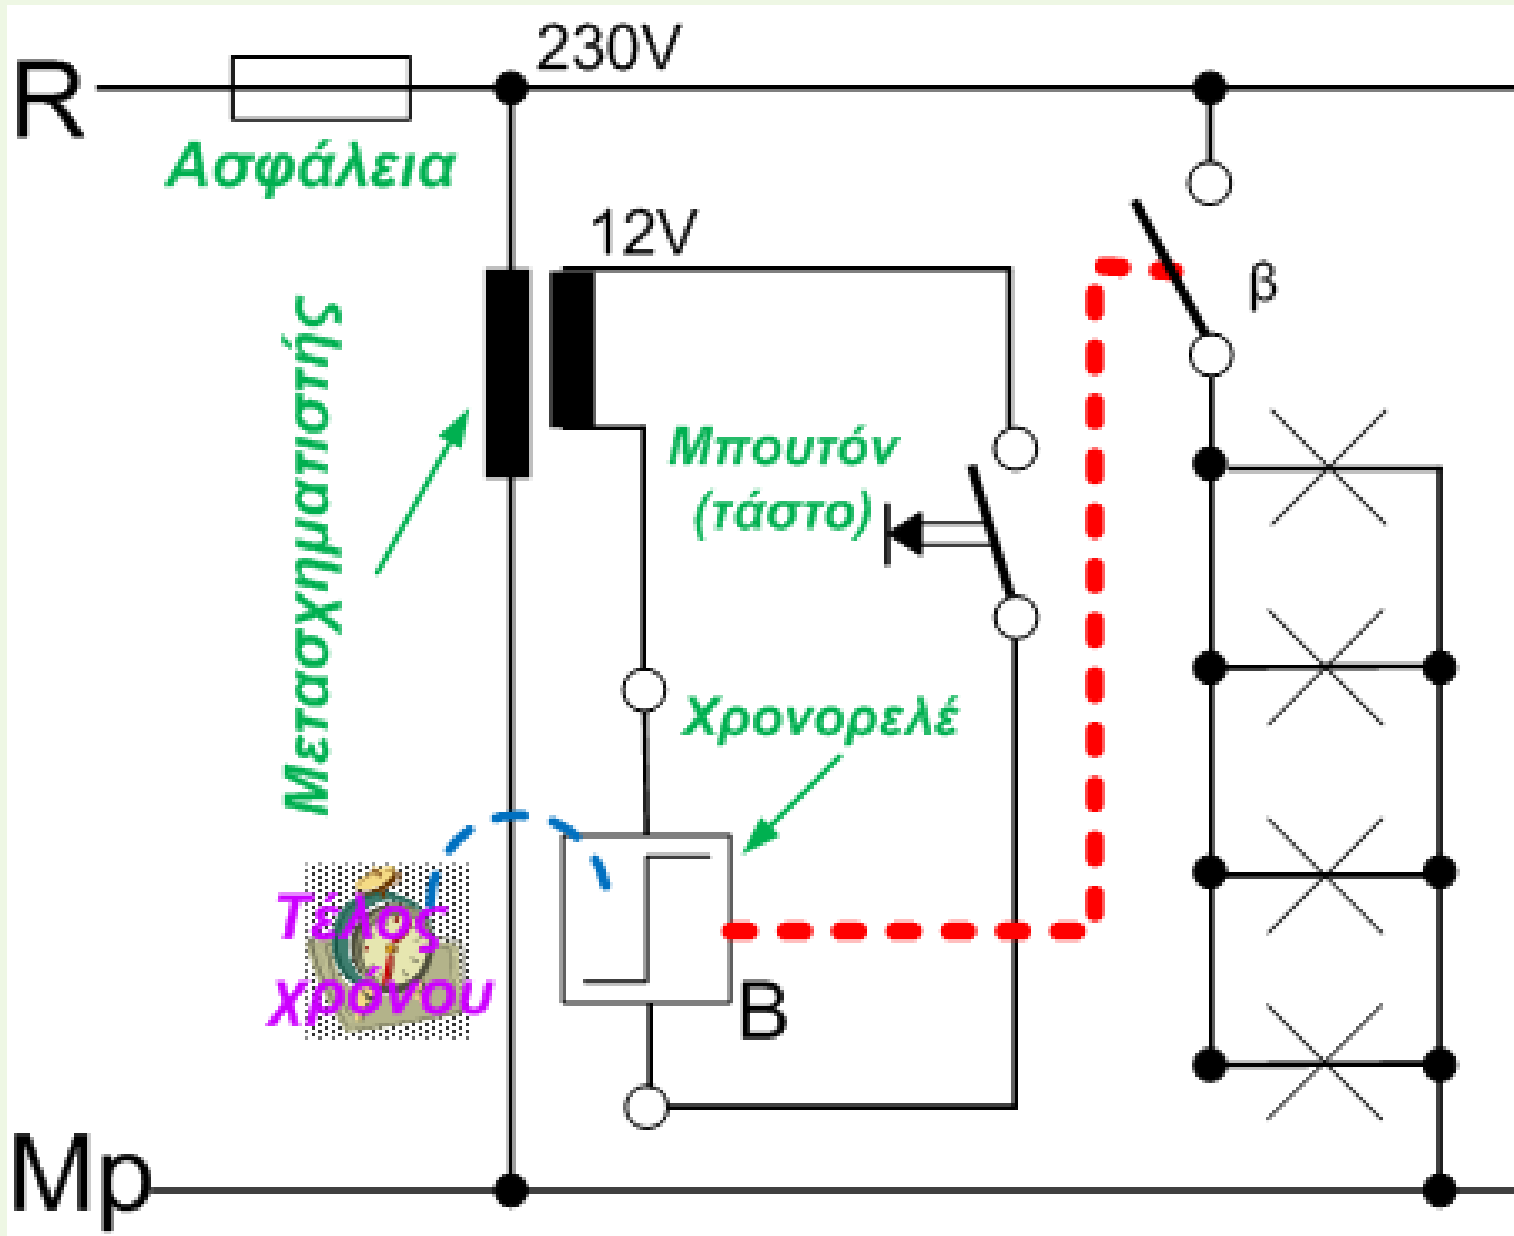 230V
R
Ασφάλεια
12V
β
Μετασχηματιστής
Μπουτόν
(τάστο)
Χρονορελέ
Τέλος
χρόνου
B
Mp